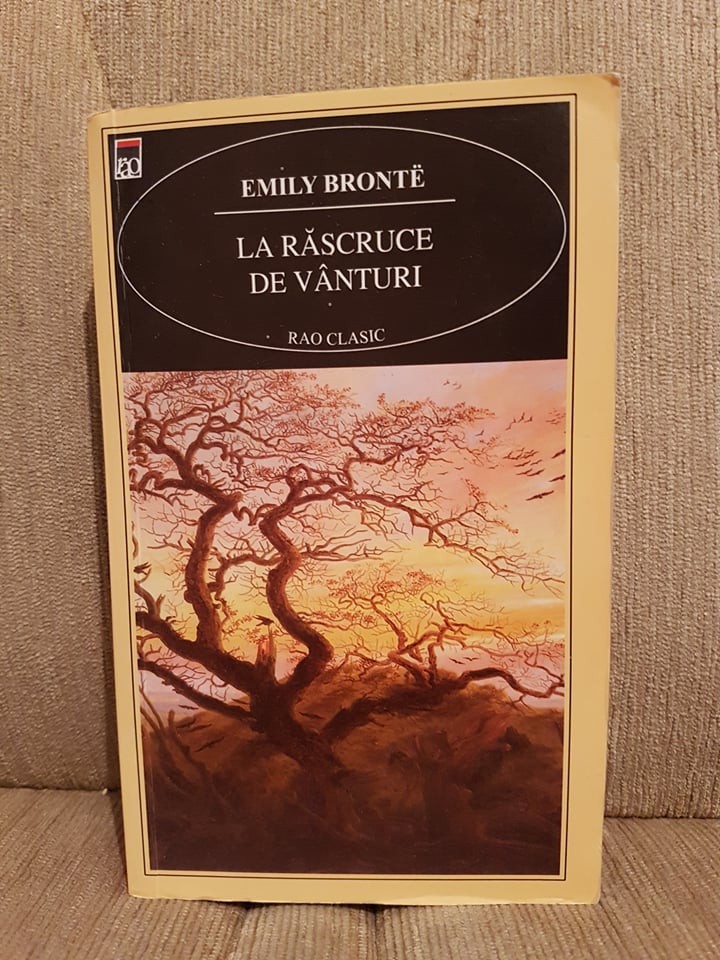 rao
EMILY BRONTË
LA RĂSCRUCE
DE VÂNTURI
RAO CLASIC